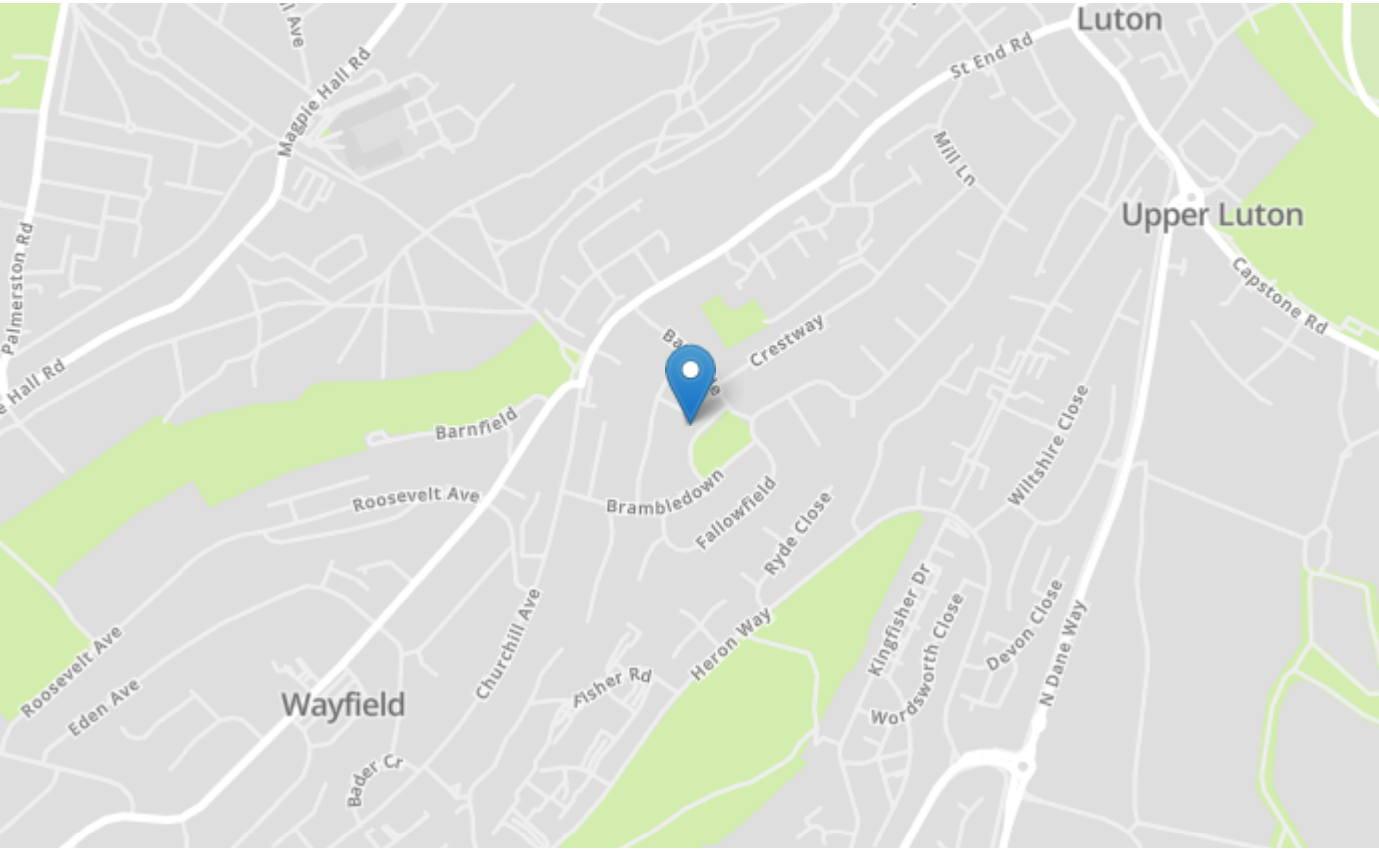 Luton
St End Rd
Magpie Hall Rd
Mill Ln
Upper Luton
Palmerston Rd
Capstone Rd
Crestway
Hall Rd
Barnfield
Wiltshire Close
Roosevelt Ave
Brambledown
Fallowfield
Ryde Close
Kingfisher Dr
Churchill Ave
Wordsworth Close
Devon Close
N Dane Way
Heron Way
Roosevelt Ave
Eden Ave
Fisher Rd
Wayfield
Bader Cr